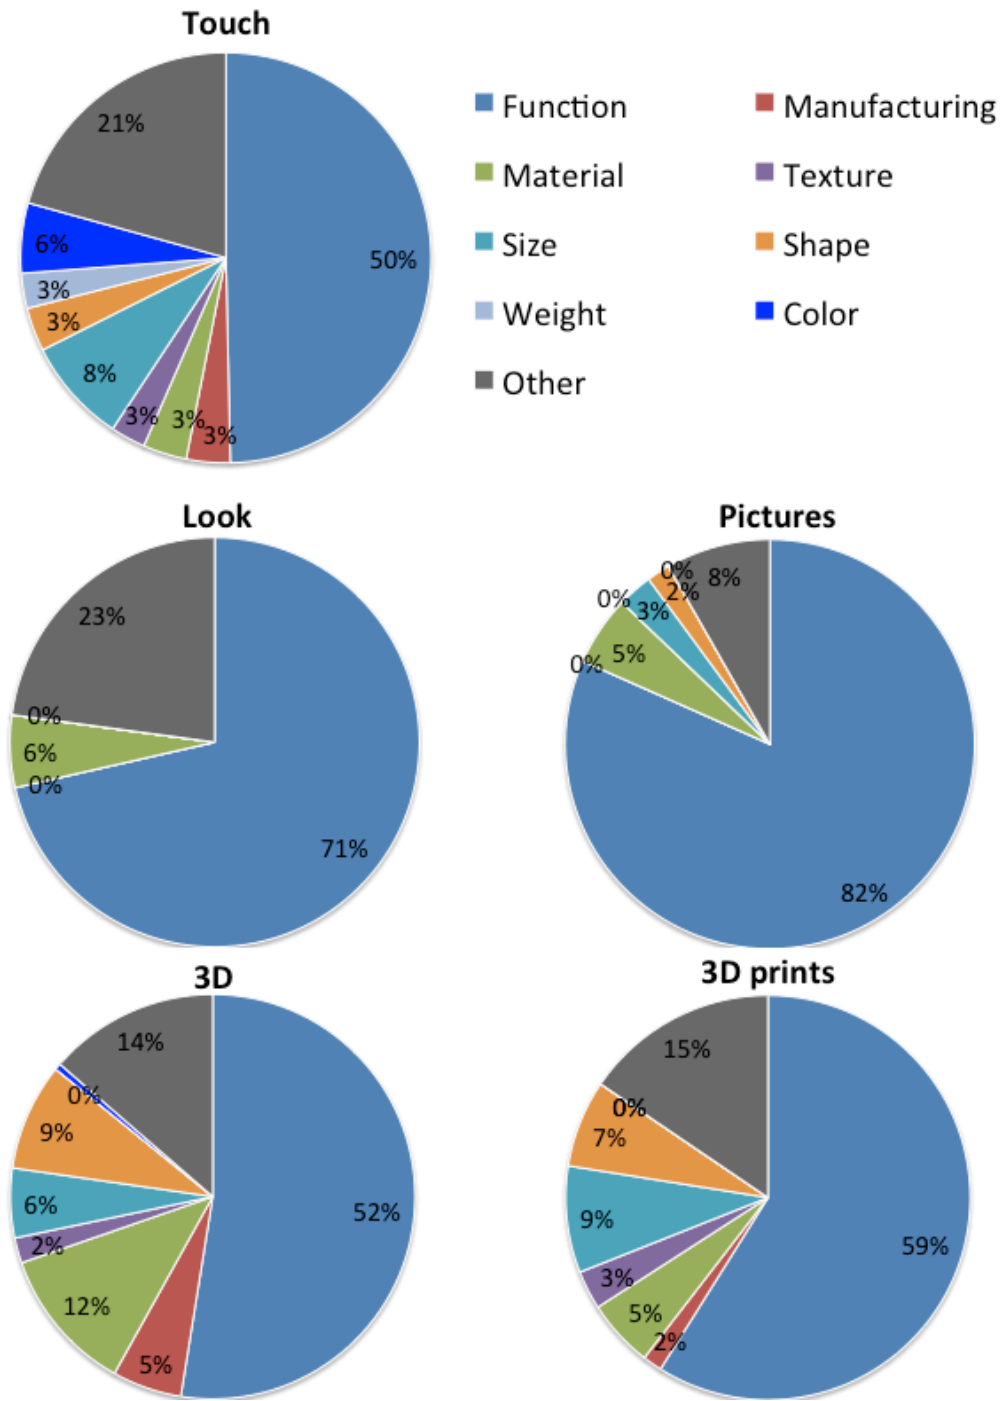 Touch
21%
6%
3%
3%
8%
3%
3%
3%
50%
Function
Manufacturing
Material
Texture
Size
Shape
Weight
Color
Other
Look
23%
0%
6%
0%
71%
Pictures
0%
8%
2%
0%
3%
5%
0%
82%
3D
14%
0%
9%
6%
2%
12%
5%
52%
3D prints
15%
0%
7%
9%
3%
5%
2%
59%